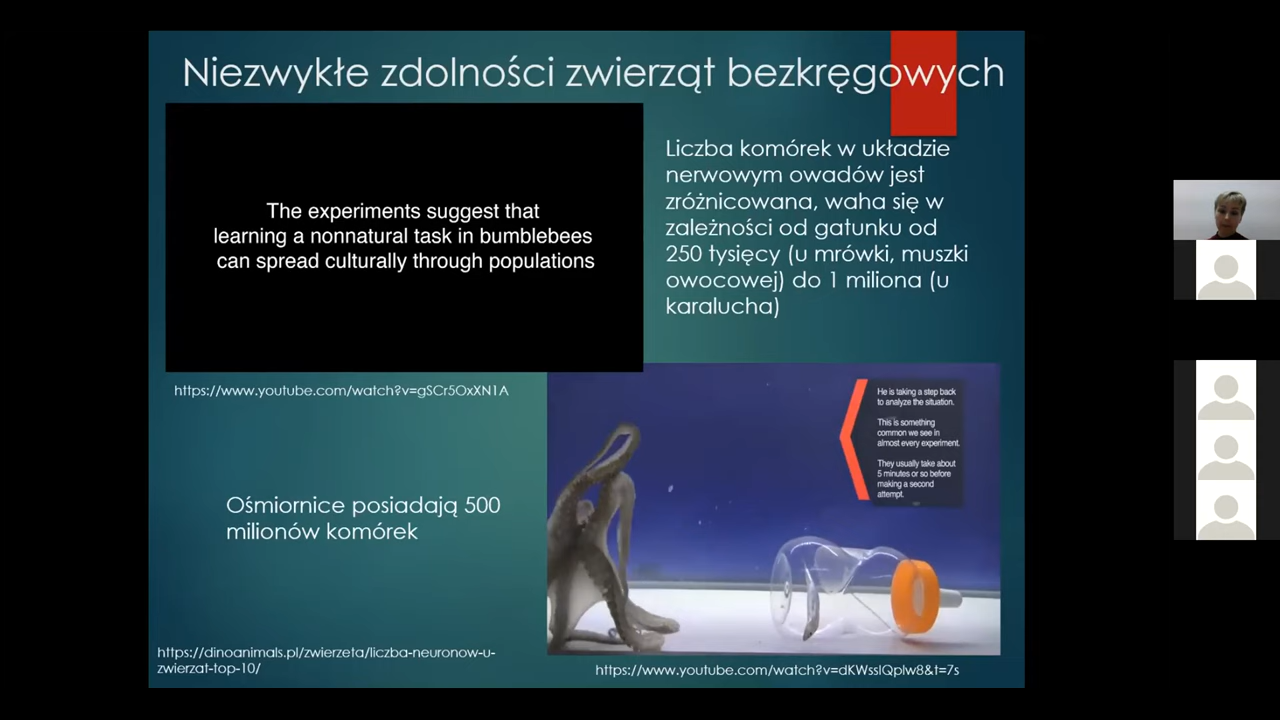 Niezwykłe zdolności zwierząt bezkręgowych
The experiments suggest that
learning a nonnatural task in bumblebees
can spread culturally through populations
https://www.youtube.com/watch?v=gSCr5OxXN1A
Liczba komórek w układzie
nerwowym owadów jest
zróżnicowana, waha się w
zależności od gatunku od
250 tysięcy (u mrówki, muszki
owocowej) do 1 miliona (u
karalucha)
He is taking a step back
to analyze the situation.
This is something
common we see in
almost every experiment.
They usually take about
5 minutes or so before
making a second
attempt.
Ośmiornice posiadają 500
milionów komórek
https://dinoanimals.pl/zwierzeta/liczba-neuronow-u-
zwierzat-top-10/
https://www.youtube.com/watch?v=dKWsslQplw8&t=7s